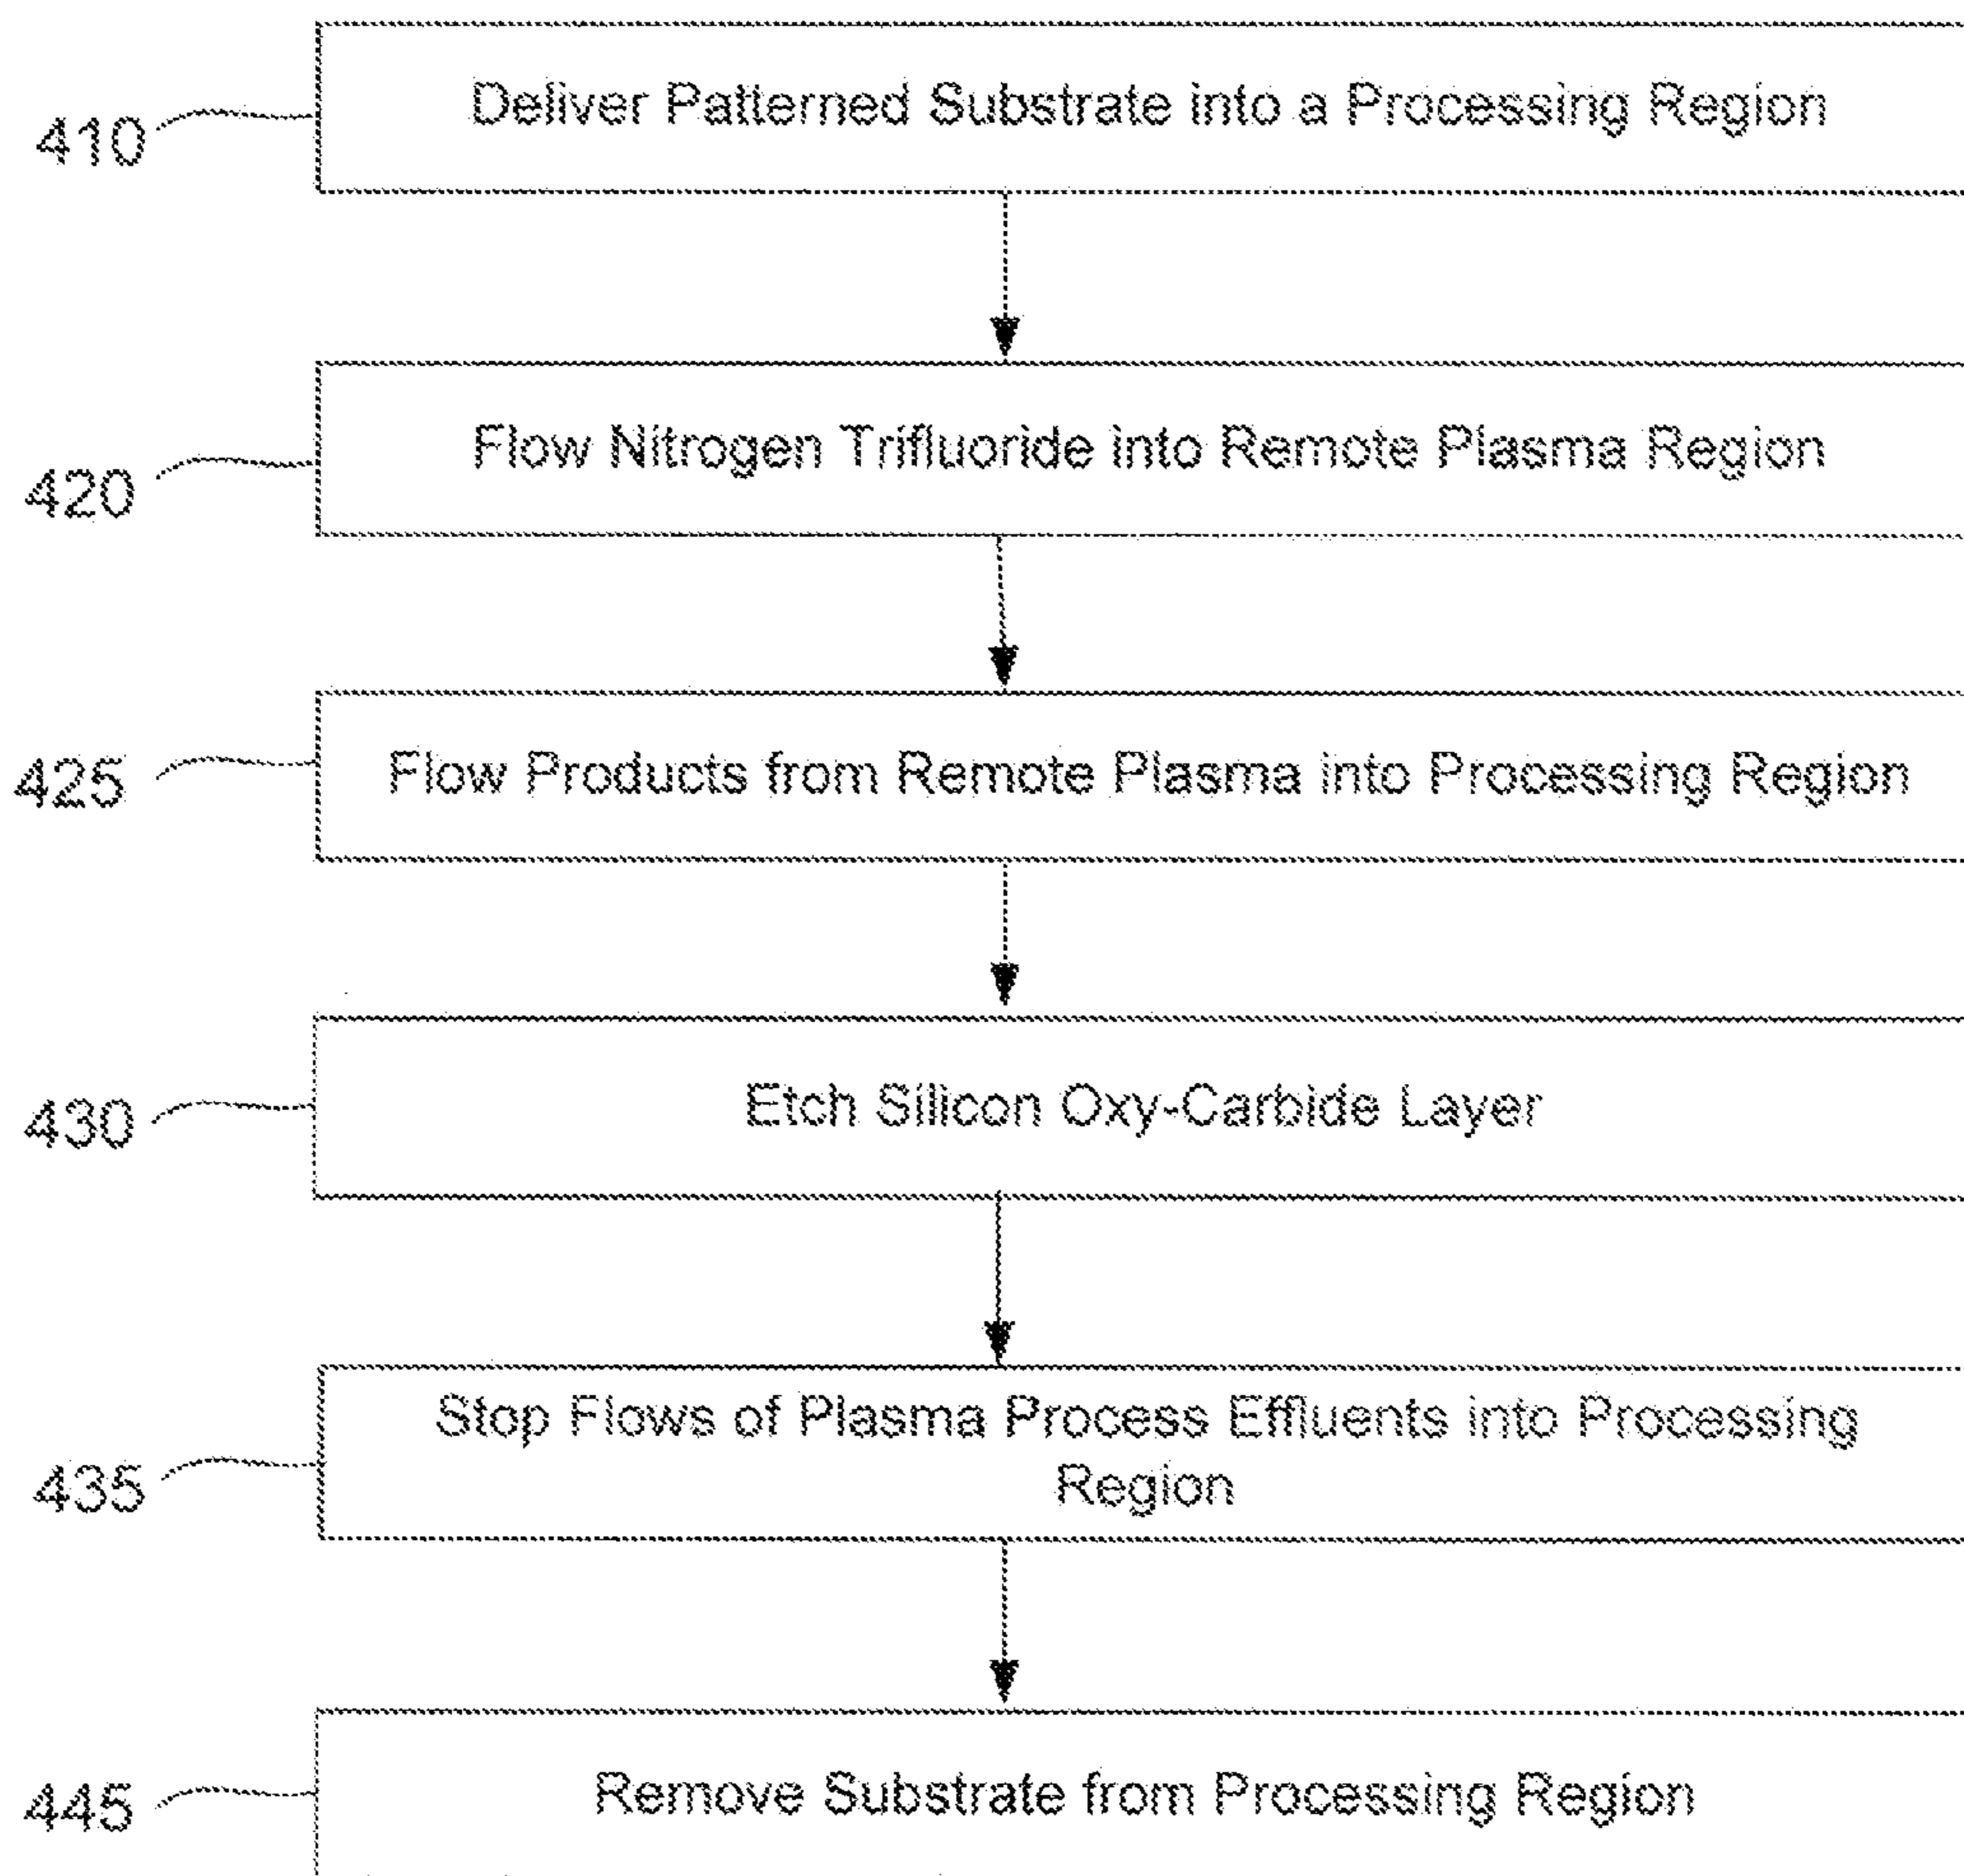 Deliver Patterned Substrate into a Processing Region
410
Flow Nitrogen Trifluoride into Remote Plasma Region
420
Flow Products from Remote Plasma into Processing Region
425
Etch Silicon Oxy-Carbide Layer
430
Stop Flows of Plasma Process Effluents into Processing
Region
435
Remove Substrate from Processing Region
445